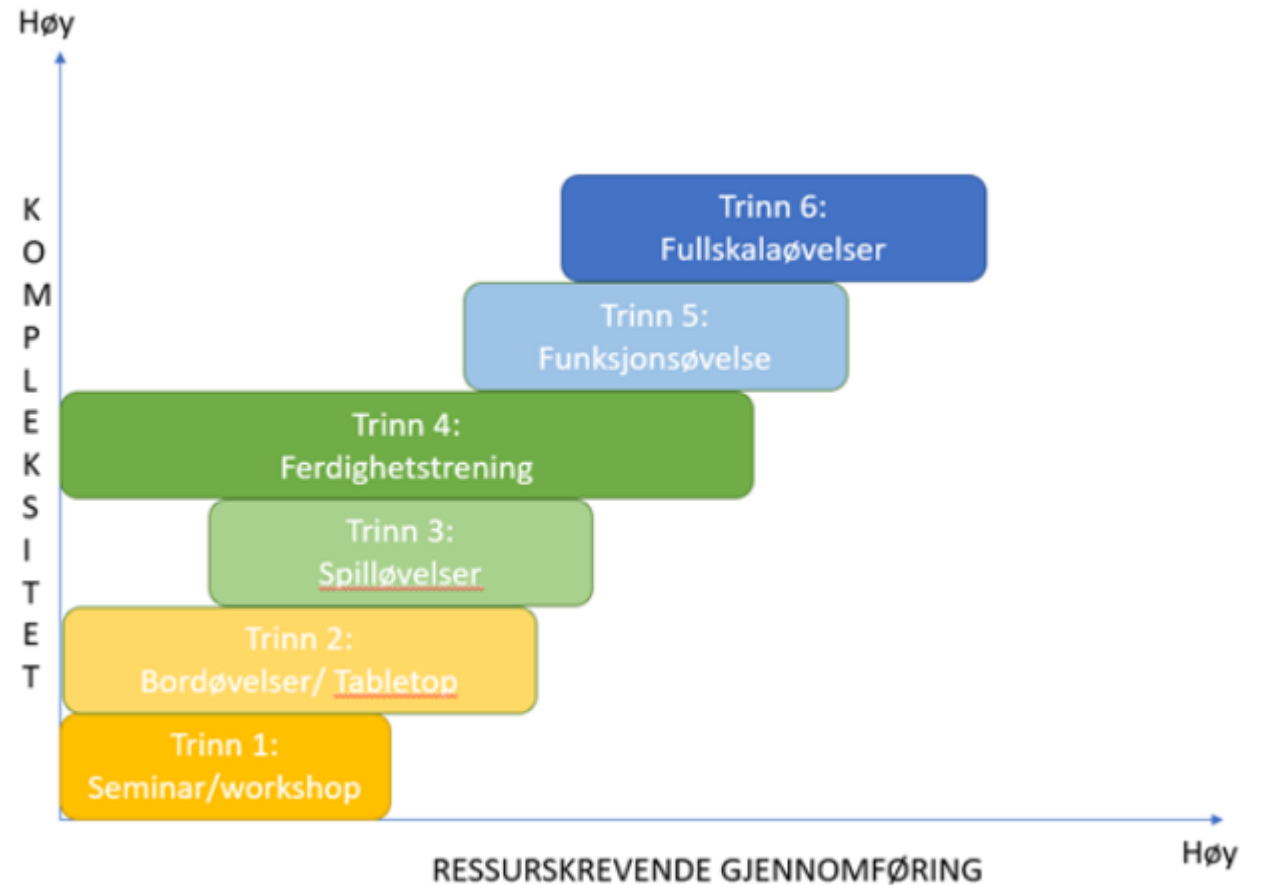 Høy
KOMPLEKSITET
Trinn 6:
Fullskalaøvelser
Trinn 5:
Funksjonsøvelse
Trinn 4:
Ferdighetstrening
Trinn 3:
Spilløvelser
Trinn 2:
Bordøvelser/ Tabletop
Trinn 1:
Seminar/workshop
Høy
RESSURSKREVENDE GJENNOMFØRING